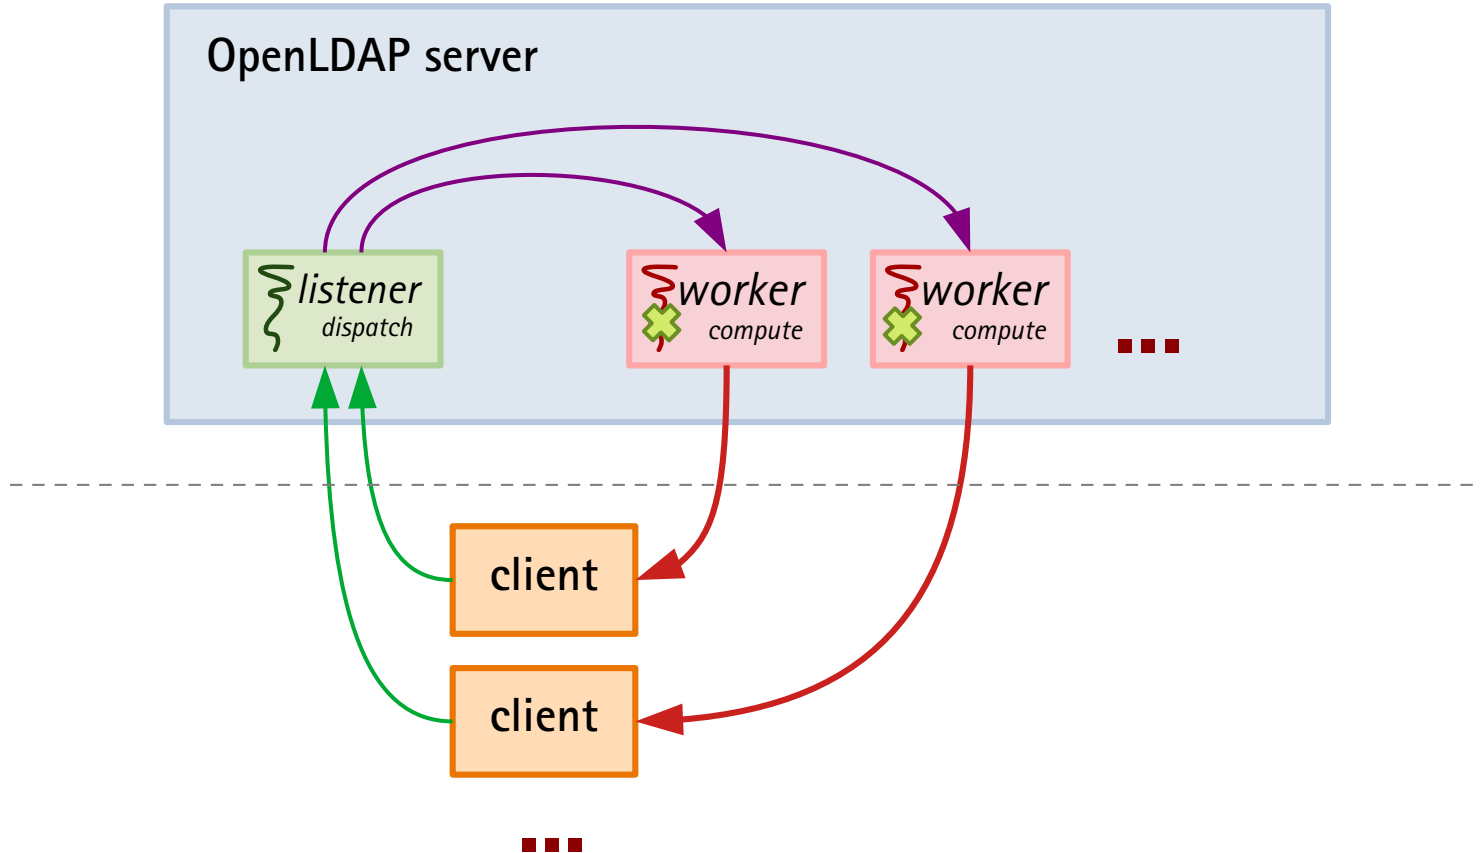 OpenLDAP server
listener
dispatch
worker
compute
worker
compute
client
client